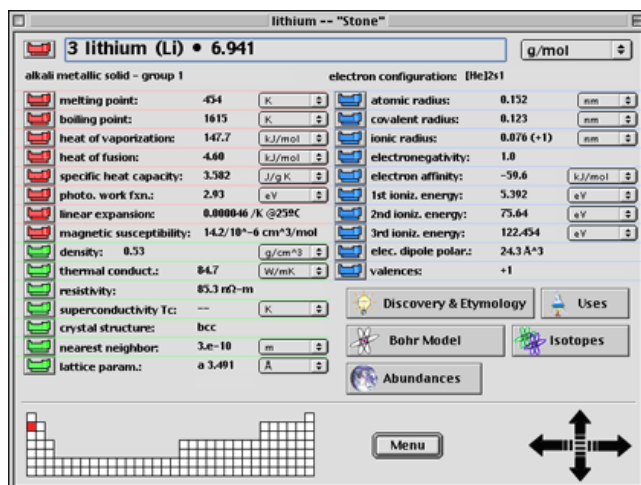 lithium -- "Stone"
3 lithium (Li) • 6.941
g/mol
alkali metallic solid - group 1
electron configuration: [He]2s1
melting point: 454 K
boiling point: 1615 K
heat of vaporization: 147.7 kJ/mol
heat of fusion: 4.60 kJ/mol
specific heat capacity: 3.582 J/g K
photo. work fxn.: 2.93 eV
linear expansion: 0.000046 /K @25ºC
magnetic susceptibility: 14.2/10^-6 cm^3/mol
density: 0.53 g/cm^3
thermal conduct.: 84.7 W/mK
resistivity: 85.3 nΩ-m
superconductivity Tc: -- K
crystal structure: bcc
nearest neighbor: 3.e-10 m
lattice param.: a 3.491 Å
atomic radius: 0.152 nm
covalent radius: 0.123 nm
ionic radius: 0.076 (+1) nm
electronegativity: 1.0
electron affinity: -59.6 kJ/mol
1st ioniz. energy: 5.392 eV
2nd ioniz. energy: 75.64 eV
3rd ioniz. energy: 122.454 eV
elec. dipole polar.: 24.3 Å^3
valences: +1
Discovery & Etymology
Uses
Bohr Model
Isotopes
Abundances
Menu